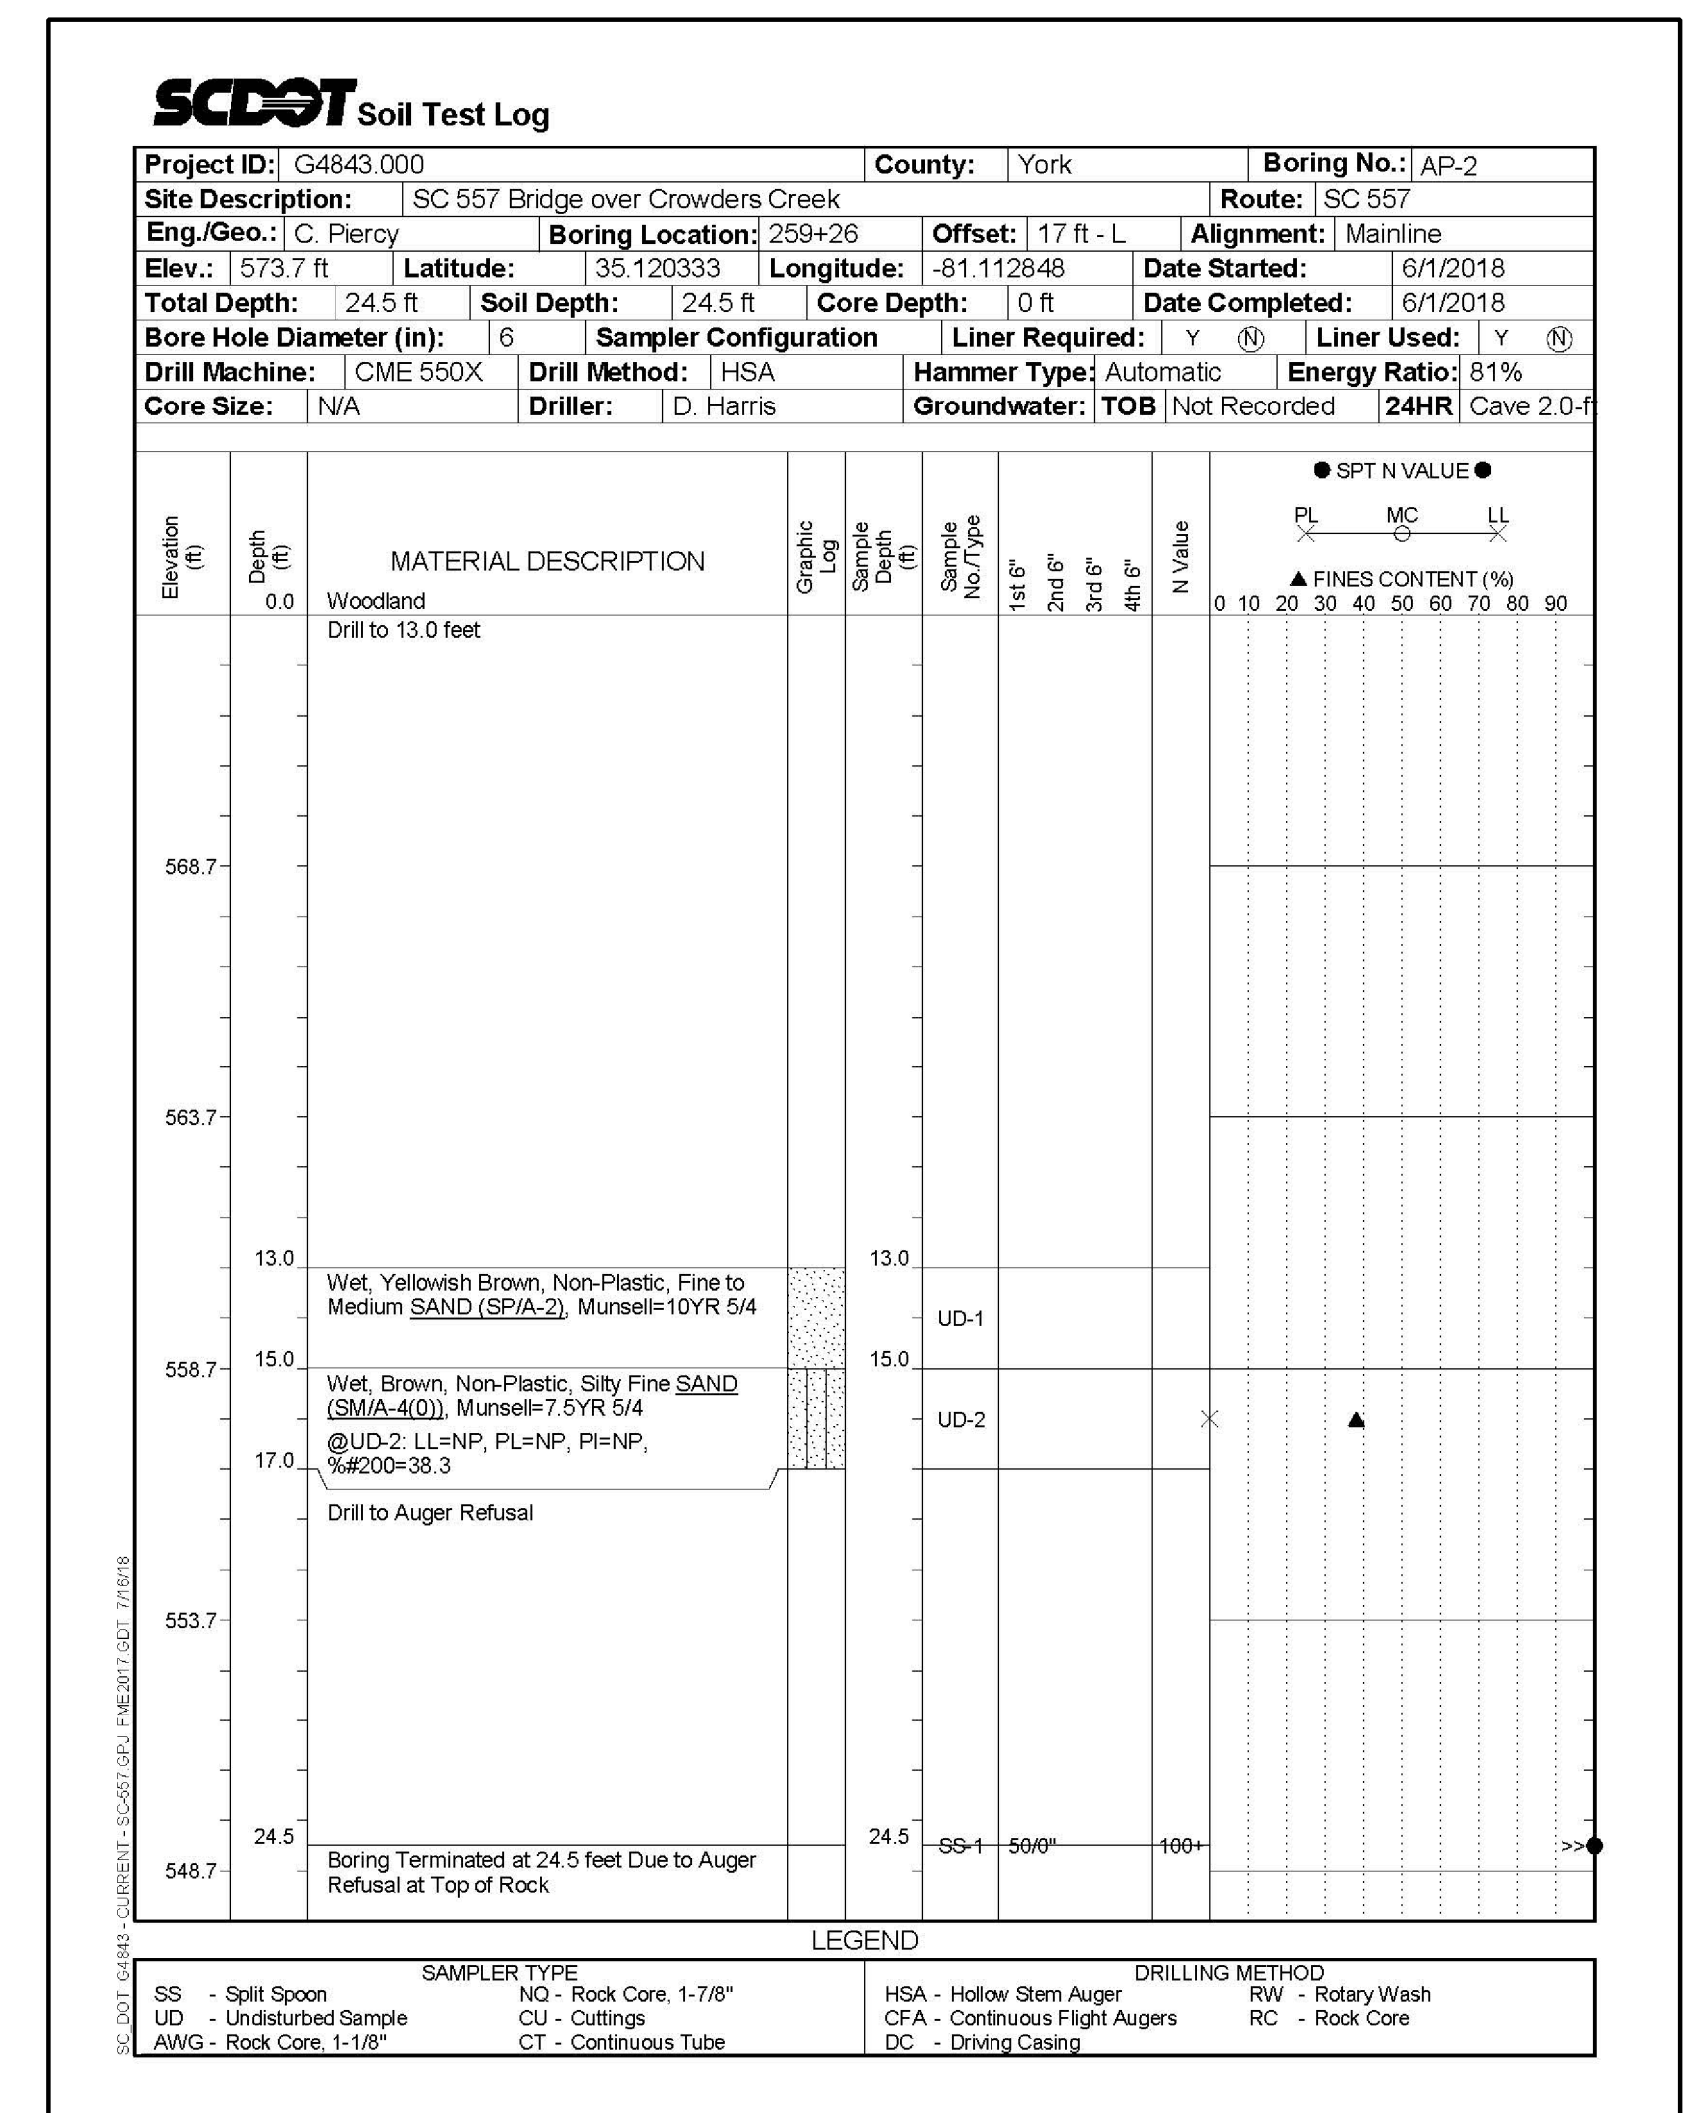 SCDOT Soil Test Log
Project ID: G4843.000 County: York Boring No.: AP-2
Site Description: SC 557 Bridge over Crowders Creek Route: SC 557
Eng./Geo.: C. Piercy Boring Location: 259+26 Offset: 17 ft - L Alignment: Mainline
Elev.: 573.7 ft Latitude: 35.120333 Longitude: -81.112848 Date Started: 6/1/2018
Total Depth: 24.5 ft Soil Depth: 24.5 ft Core Depth: 0 ft Date Completed: 6/1/2018
Bore Hole Diameter (in): 6 Sampler Configuration Liner Required: Y Ⓝ Liner Used: Y Ⓝ
Drill Machine: CME 550X Drill Method: HSA Hammer Type: Automatic Energy Ratio: 81%
Core Size: N/A Driller: D. Harris Groundwater: TOB Not Recorded 24HR Cave 2.0-ft
Elevation (ft)
Depth (ft)
MATERIAL DESCRIPTION
Graphic Log
Sample Depth (ft)
Sample No./Type
1st 6"
2nd 6"
3rd 6"
4th 6"
N Value
● SPT N VALUE ●
PL MC LL
▲ FINES CONTENT (%)
0 10 20 30 40 50 60 70 80 90
0.0 Woodland
Drill to 13.0 feet
568.7
563.7
13.0 13.0
Wet, Yellowish Brown, Non-Plastic, Fine to
Medium SAND (SP/A-2), Munsell=10YR 5/4
UD-1
558.7 15.0 15.0
Wet, Brown, Non-Plastic, Silty Fine SAND
(SM/A-4(0)), Munsell=7.5YR 5/4
UD-2
@UD-2: LL=NP, PL=NP, PI=NP,
17.0 %#200=38.3
Drill to Auger Refusal
553.7
24.5 24.5 SS-1 50/0" 100+ >>●
Boring Terminated at 24.5 feet Due to Auger
548.7 Refusal at Top of Rock
SC_DOT G4843 - CURRENT - SC-557.GPJ FME2017.GDT 7/16/18
LEGEND
SAMPLER TYPE DRILLING METHOD
SS - Split Spoon NQ - Rock Core, 1-7/8" HSA - Hollow Stem Auger RW - Rotary Wash
UD - Undisturbed Sample CU - Cuttings CFA - Continuous Flight Augers RC - Rock Core
AWG - Rock Core, 1-1/8" CT - Continuous Tube DC - Driving Casing